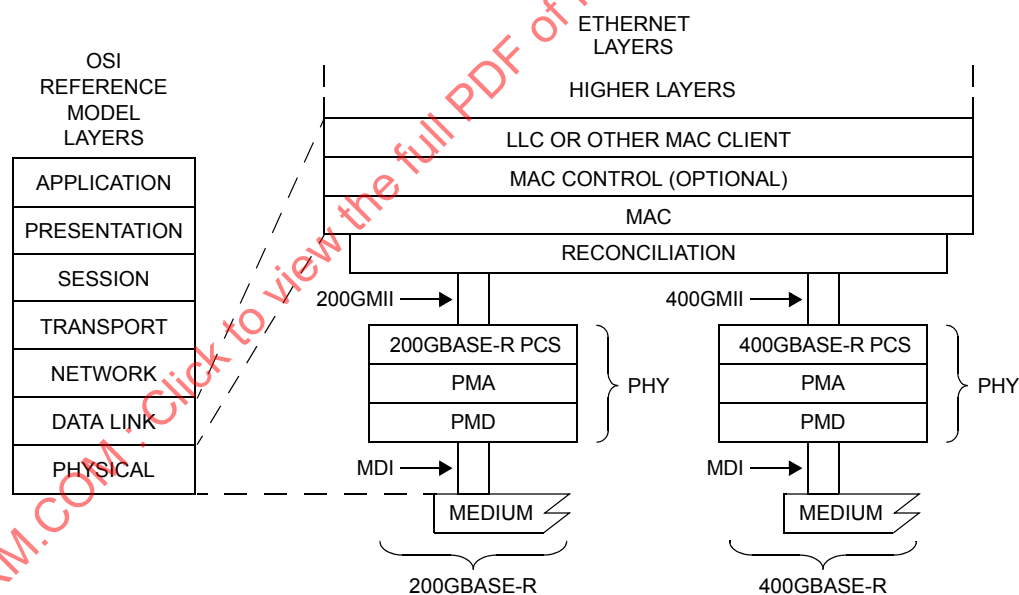 ETHERNET
LAYERS
OSI
REFERENCE
MODEL
LAYERS
HIGHER LAYERS
LLC OR OTHER MAC CLIENT
MAC CONTROL (OPTIONAL)
MAC
RECONCILIATION
APPLICATION
PRESENTATION
SESSION
TRANSPORT
NETWORK
DATA LINK
PHYSICAL
200GMII
400GMII
200GBASE-R PCS
PMA
PMD
PHY
400GBASE-R PCS
PMA
PMD
PHY
MDI
MDI
MEDIUM
MEDIUM
200GBASE-R
400GBASE-R
M.COM : Click to view the full PDF of